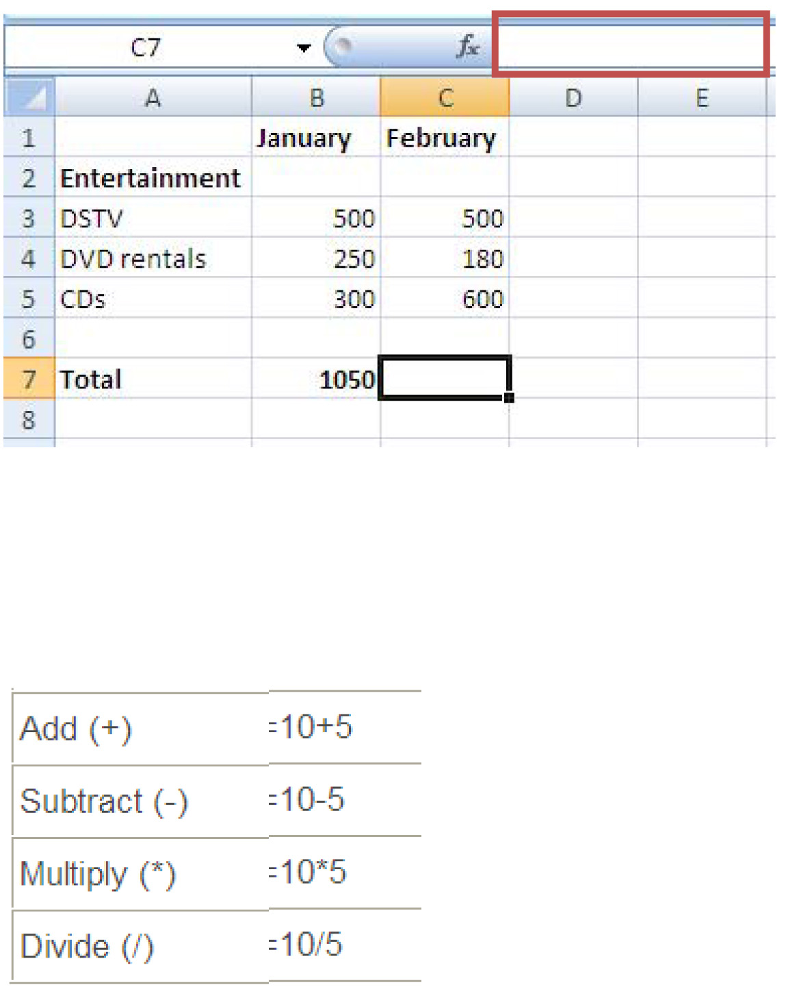 C7 fx
A B C D E
1 January February
2 Entertainment
3 DSTV 500 500
4 DVD rentals 250 180
5 CDs 300 600
6
7 Total 1050
8
Add (+) =10+5
Subtract (-) =10-5
Multiply (*) =10*5
Divide (/) =10/5